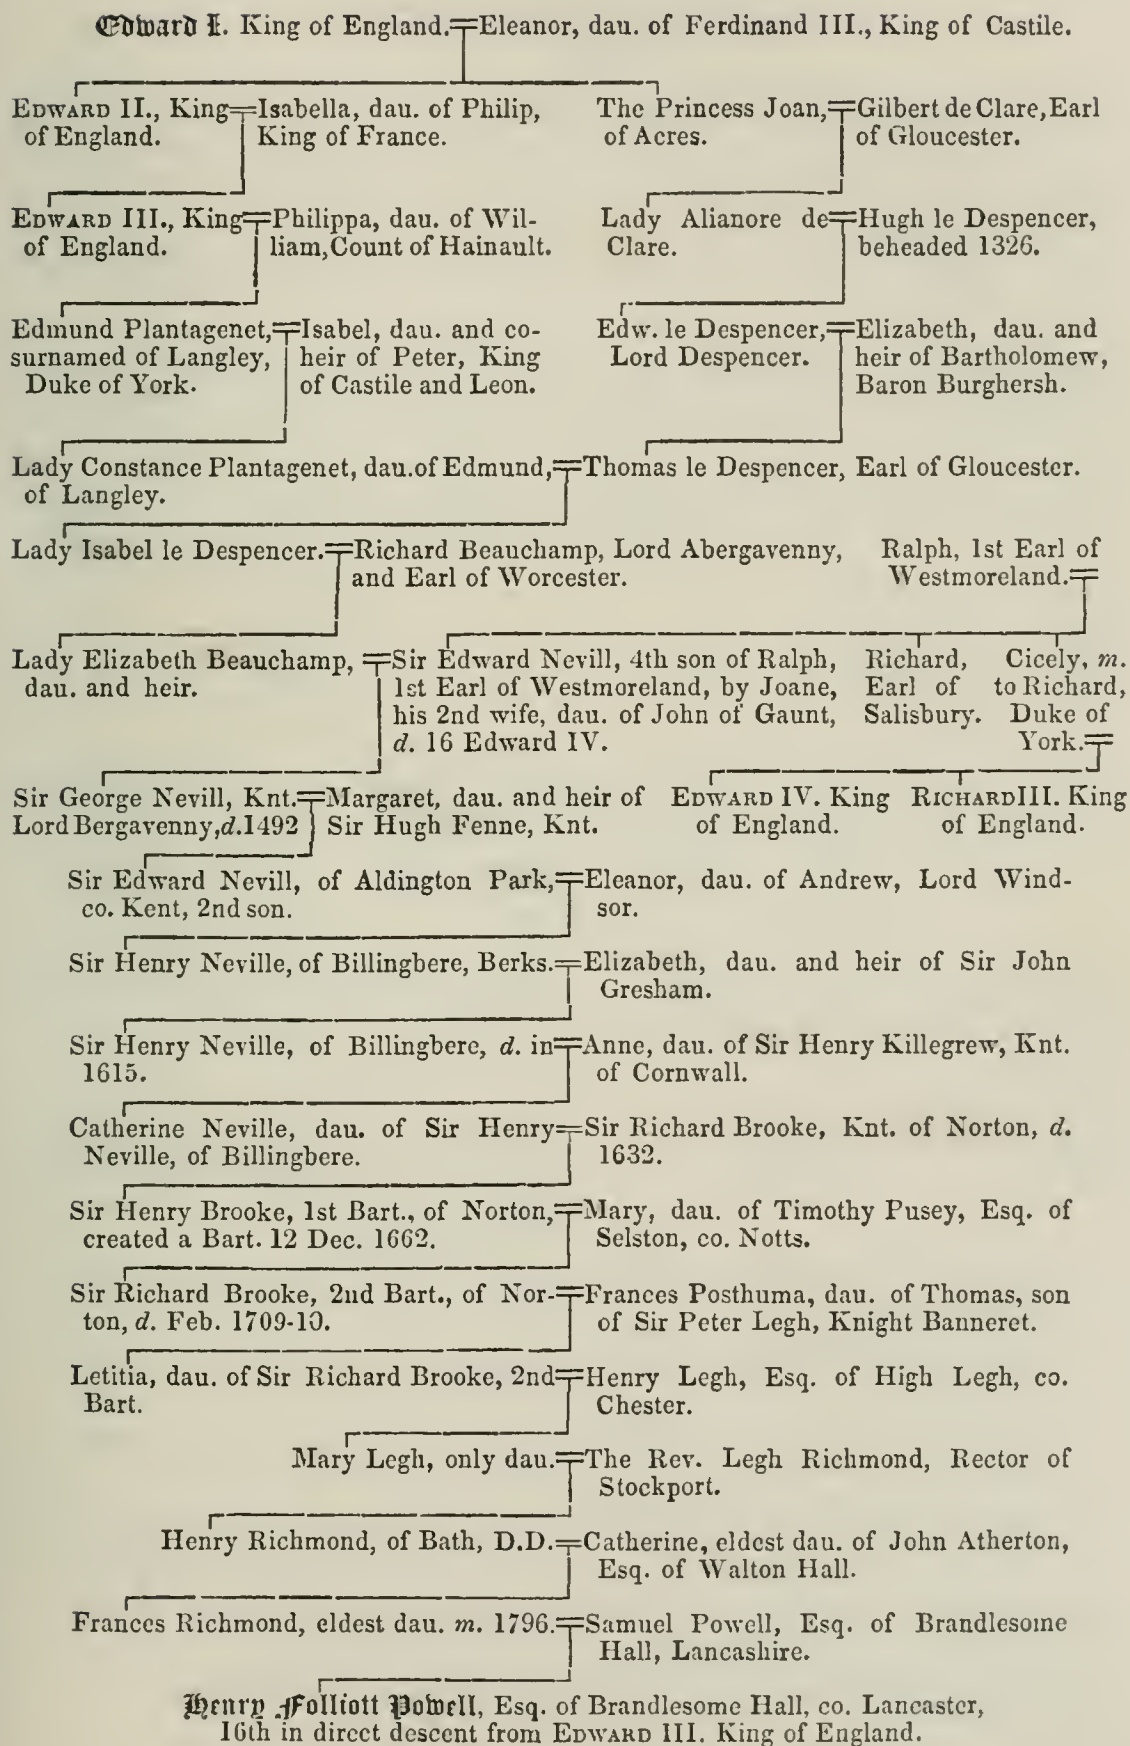 Edward I. King of England.=Eleanor, dau. of Ferdinand III., King of Castile.
EDWARD II., King=Isabella, dau. of Philip,
of England. King of France.
The Princess Joan,=Gilbert de Clare, Earl
of Acres. of Gloucester.
EDWARD III., King=Philippa, dau. of Wil-
of England. liam, Count of Hainault.
Lady Alianore de=Hugh le Despencer,
Clare. beheaded 1326.
Edmund Plantagenet,=Isabel, dau. and co-
surnamed of Langley, heir of Peter, King
Duke of York. of Castile and Leon.
Edw. le Despencer,=Elizabeth, dau. and
Lord Despencer. heir of Bartholomew,
Baron Burghersh.
Lady Constance Plantagenet, dau. of Edmund,=Thomas le Despencer, Earl of Gloucester.
of Langley.
Lady Isabel le Despencer.=Richard Beauchamp, Lord Abergavenny,
and Earl of Worcester.
Ralph, 1st Earl of
Westmoreland.=
Lady Elizabeth Beauchamp,=Sir Edward Nevill, 4th son of Ralph,
dau. and heir. 1st Earl of Westmoreland, by Joane,
his 2nd wife, dau. of John of Gaunt,
d. 16 Edward IV.
Richard,
Earl of
Salisbury.
Cicely, m.
to Richard,
Duke of
York.=
Sir George Nevill, Knt.=Margaret, dau. and heir of
Lord Bergavenny, d. 1492 Sir Hugh Fenne, Knt.
EDWARD IV. King
of England.
RICHARD III. King
of England.
Sir Edward Nevill, of Aldington Park,=Eleanor, dau. of Andrew, Lord Wind-
co. Kent, 2nd son. sor.
Sir Henry Neville, of Billingbere, Berks.=Elizabeth, dau. and heir of Sir John
Gresham.
Sir Henry Neville, of Billingbere, d. in=Anne, dau. of Sir Henry Killegrew, Knt.
1615. of Cornwall.
Catherine Neville, dau. of Sir Henry=Sir Richard Brooke, Knt. of Norton, d.
Neville, of Billingbere. 1632.
Sir Henry Brooke, 1st Bart., of Norton,=Mary, dau. of Timothy Pusey, Esq. of
created a Bart. 12 Dec. 1662. Selston, co. Notts.
Sir Richard Brooke, 2nd Bart., of Nor-=Frances Posthuma, dau. of Thomas, son
ton, d. Feb. 1709-10. of Sir Peter Legh, Knight Banneret.
Letitia, dau. of Sir Richard Brooke, 2nd=Henry Legh, Esq. of High Legh, co.
Bart. Chester.
Mary Legh, only dau.=The Rev. Legh Richmond, Rector of
Stockport.
Henry Richmond, of Bath, D.D.=Catherine, eldest dau. of John Atherton,
Esq. of Walton Hall.
Frances Richmond, eldest dau. m. 1796.=Samuel Powell, Esq. of Brandlesome
Hall, Lancashire.
Henry Folliott Powell, Esq. of Brandlesome Hall, co. Lancaster,
16th in direct descent from EDWARD III. King of England.